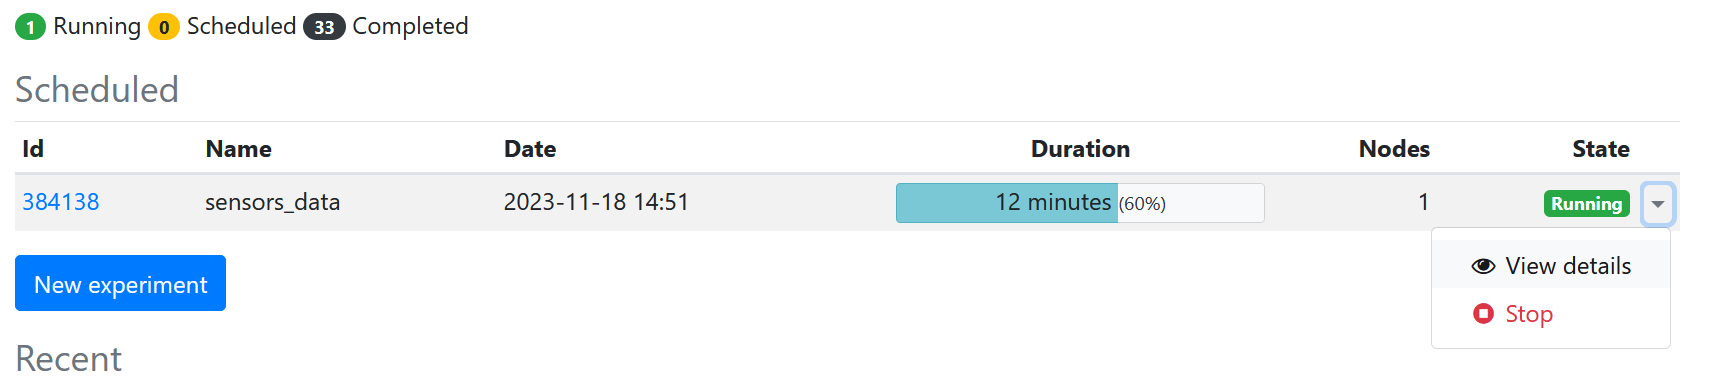 1 Running 0 Scheduled 33 Completed
Scheduled
Id Name Date Duration Nodes State
384138 sensors_data 2023-11-18 14:51 12 minutes (60%) 1 Running
View details
New experiment
Stop
Recent